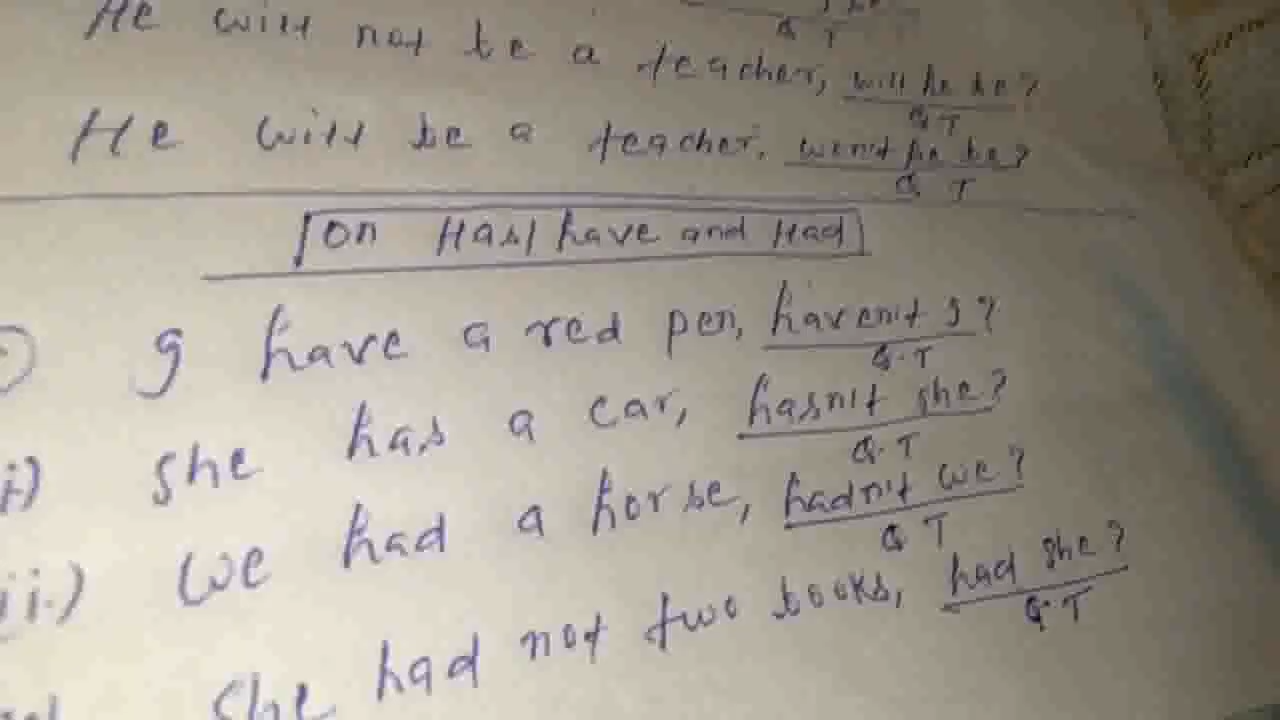 He will not be a teacher, will he be?
Q T
Q T
He will be a teacher, won't he be?
Q T
On Has/have and Had
I have a red pen, haven't I?
Q.T
i.) She has a car, hasn't she?
Q.T
ii.) We had a horse, hadn't we?
Q T
She had not two books, had she?
Q.T